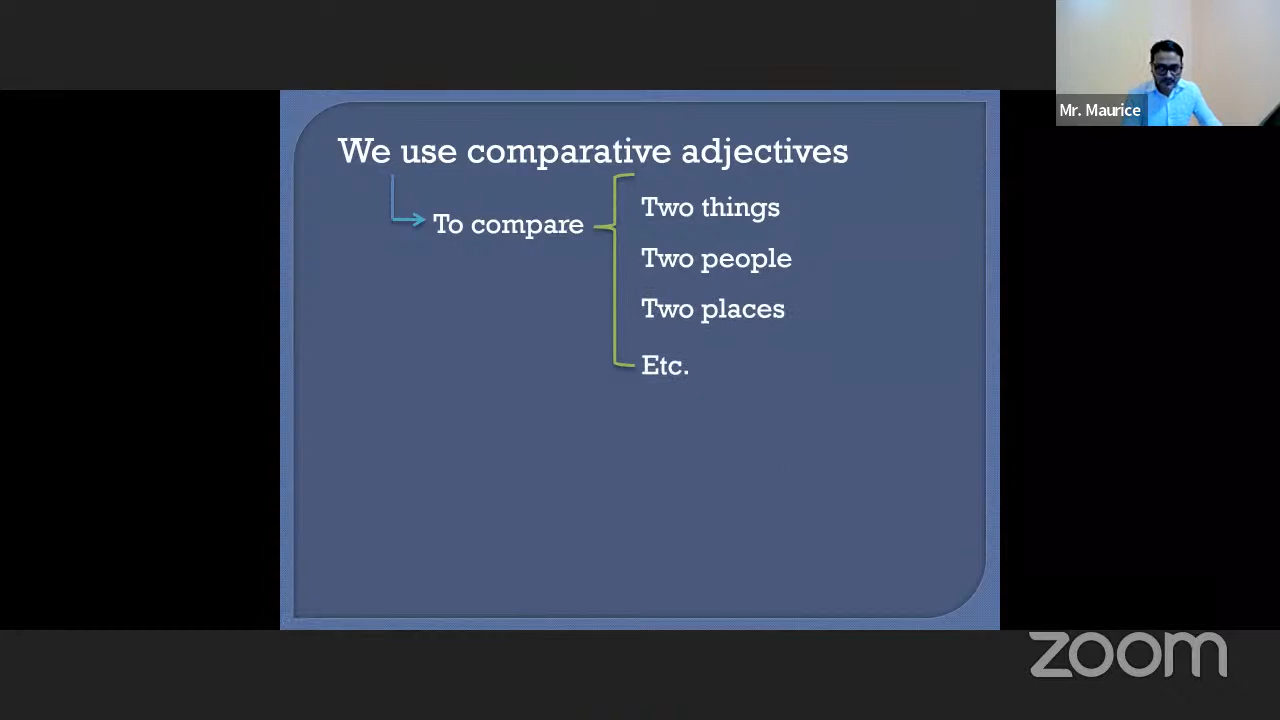 Mr. Maurice
We use comparative adjectives
To compare
Two things
Two people
Two places
Etc.
zoom